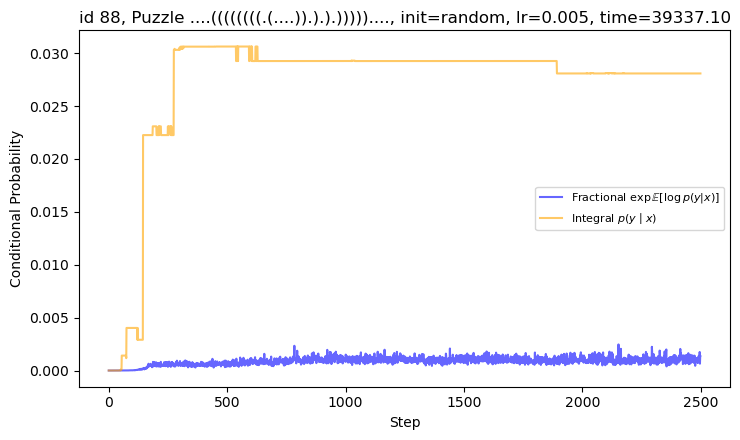 id 88, Puzzle ....((((((((.(....)).).).)))))...., init=random, lr=0.005, time=39337.10
0.030
0.025
0.020
0.015
0.010
0.005
0.000
Conditional Probability
Fractional exp𝔼[log p(y|x)]
Integral p(y | x)
0 500 1000 1500 2000 2500
Step